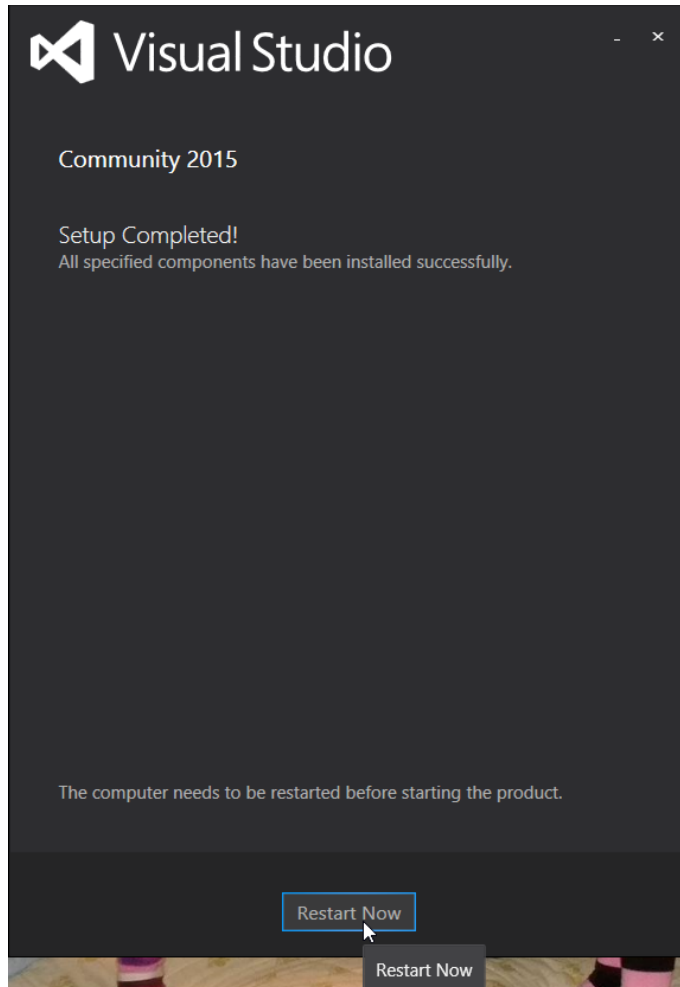 Visual Studio
Community 2015
Setup Completed!
All specified components have been installed successfully.
The computer needs to be restarted before starting the product.
Restart Now
Restart Now